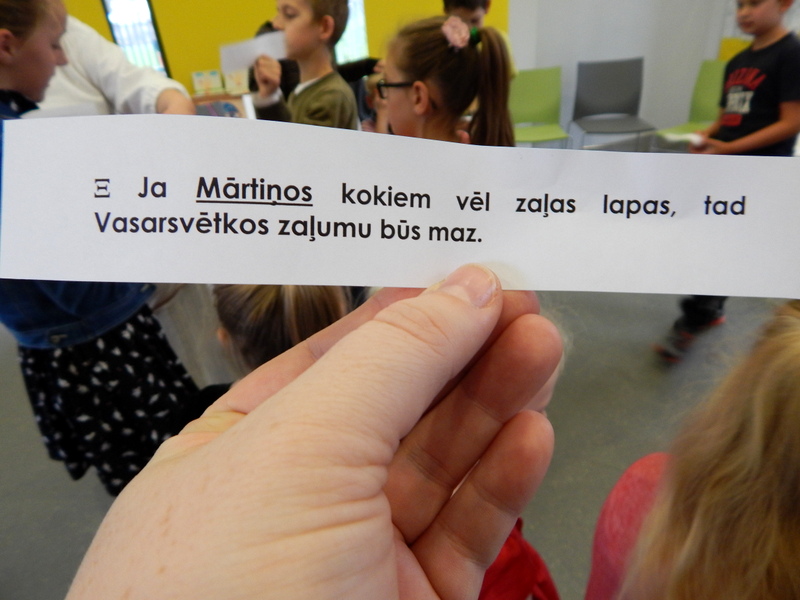 Ξ Ja Mārtiņos kokiem vēl zaļas lapas, tad
Vasarsvētkos zaļumu būs maz.